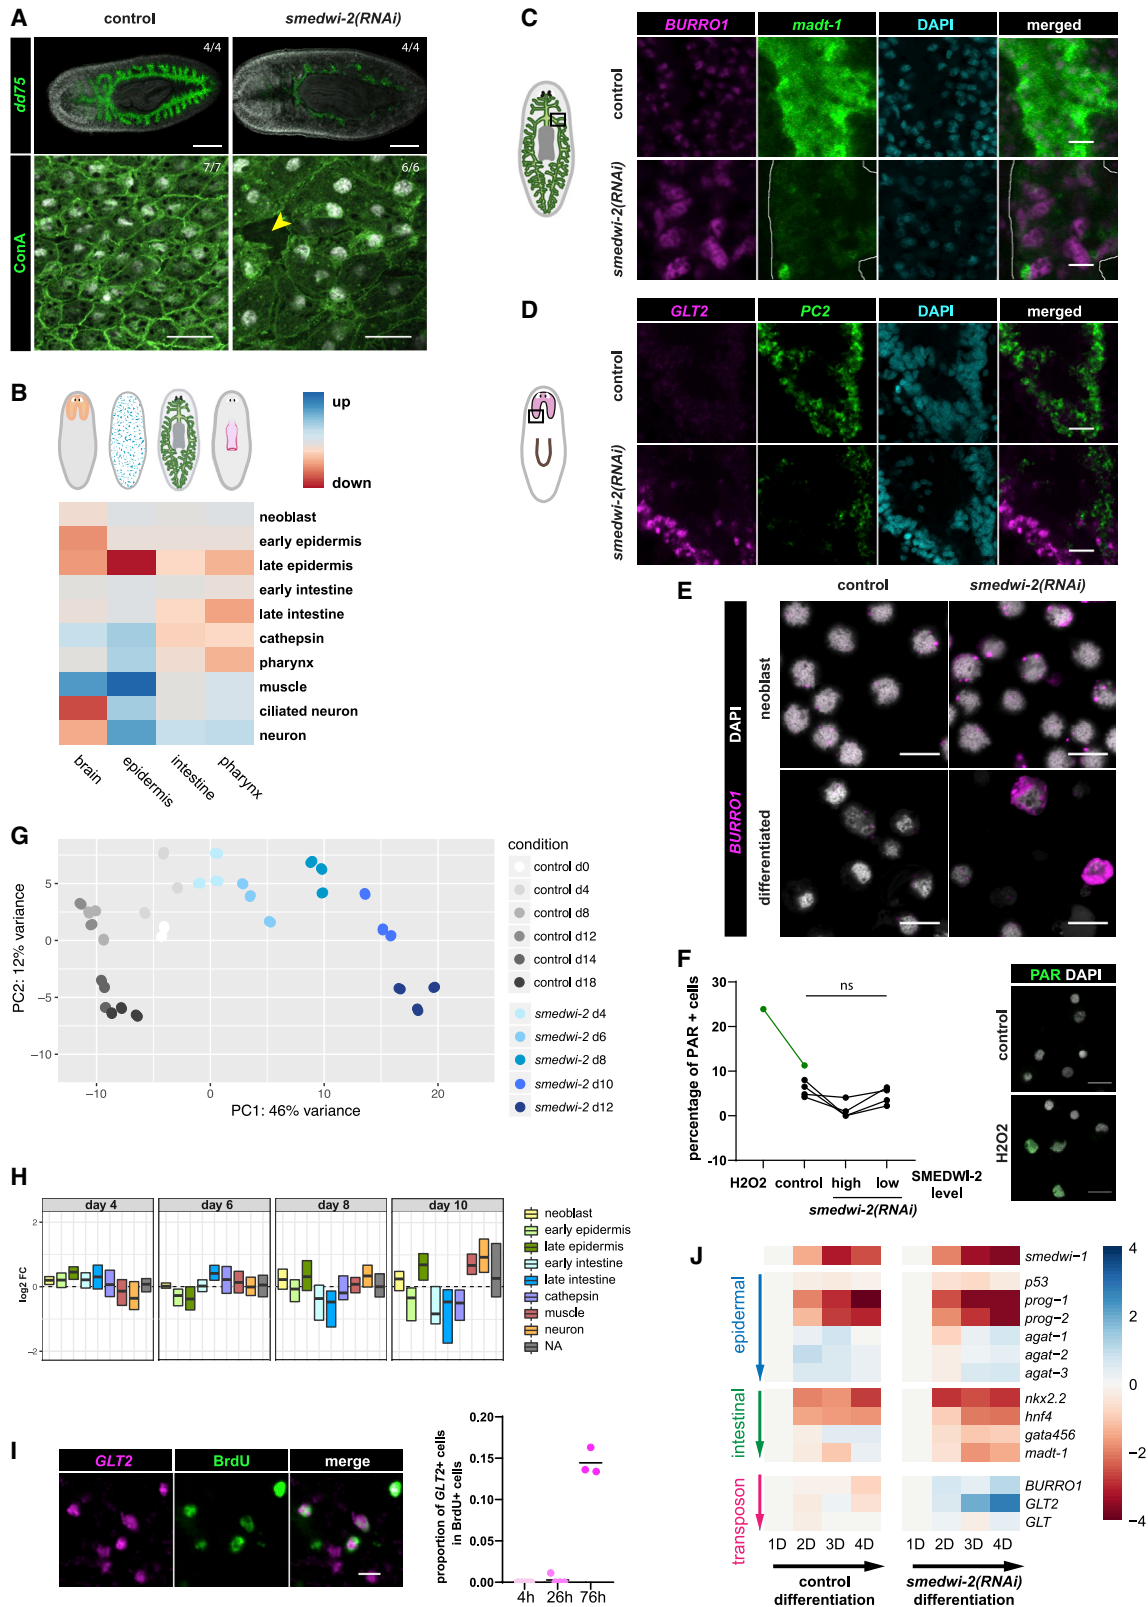 A
control
smedwi-2(RNAi)
dd75
4/4
4/4
ConA
7/7
6/6
B
up
down
neoblast
early epidermis
late epidermis
early intestine
late intestine
cathepsin
pharynx
muscle
ciliated neuron
neuron
brain
epidermis
intestine
pharynx
C
BURRO1
madt-1
DAPI
merged
control
smedwi-2(RNAi)
D
GLT2
PC2
DAPI
merged
control
smedwi-2(RNAi)
E
control
smedwi-2(RNAi)
BURRO1 DAPI
neoblast
differentiated
F
percentage of PAR + cells
30
20
10
0
-10
ns
H2O2
control
high
low
SMEDWI-2 level
smedwi-2(RNAi)
PAR DAPI
control
H2O2
G
PC2: 12% variance
5
0
−5
−10
−10
0
10
20
PC1: 46% variance
condition
control d0
control d4
control d8
control d12
control d14
control d18
smedwi-2 d4
smedwi-2 d6
smedwi-2 d8
smedwi-2 d10
smedwi-2 d12
H
day 4
day 6
day 8
day 10
log2 FC
2
0
−2
neoblast
early epidermis
late epidermis
early intestine
late intestine
cathepsin
muscle
neuron
NA
I
GLT2
BrdU
merge
proportion of GLT2+ cells
in BrdU+ cells
0.20
0.15
0.10
0.05
0.00
4h
26h
76h
J
smedwi-1
epidermal
p53
prog-1
prog-2
agat-1
agat-2
agat-3
intestinal
nkx2.2
hnf4
gata456
madt-1
transposon
BURRO1
GLT2
GLT
1D
2D
3D
4D
1D
2D
3D
4D
control
differentiation
smedwi-2(RNAi)
differentiation
4
2
0
−2
−4